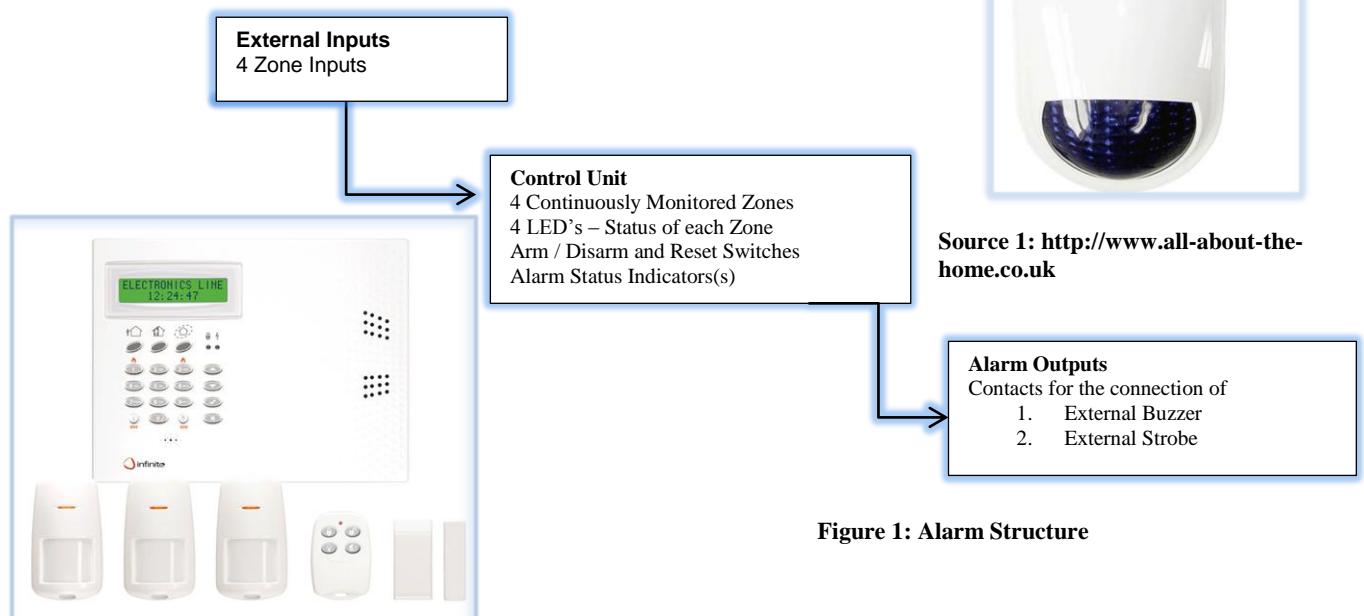 External Inputs
4 Zone Inputs
Control Unit
4 Continuously Monitored Zones
4 LED's – Status of each Zone
Arm / Disarm and Reset Switches
Alarm Status Indicators(s)
Source 1: http://www.all-about-the-
home.co.uk
Alarm Outputs
Contacts for the connection of
1. External Buzzer
2. External Strobe
Figure 1: Alarm Structure
ELECTRONICS LINE
12:24:47
infinite